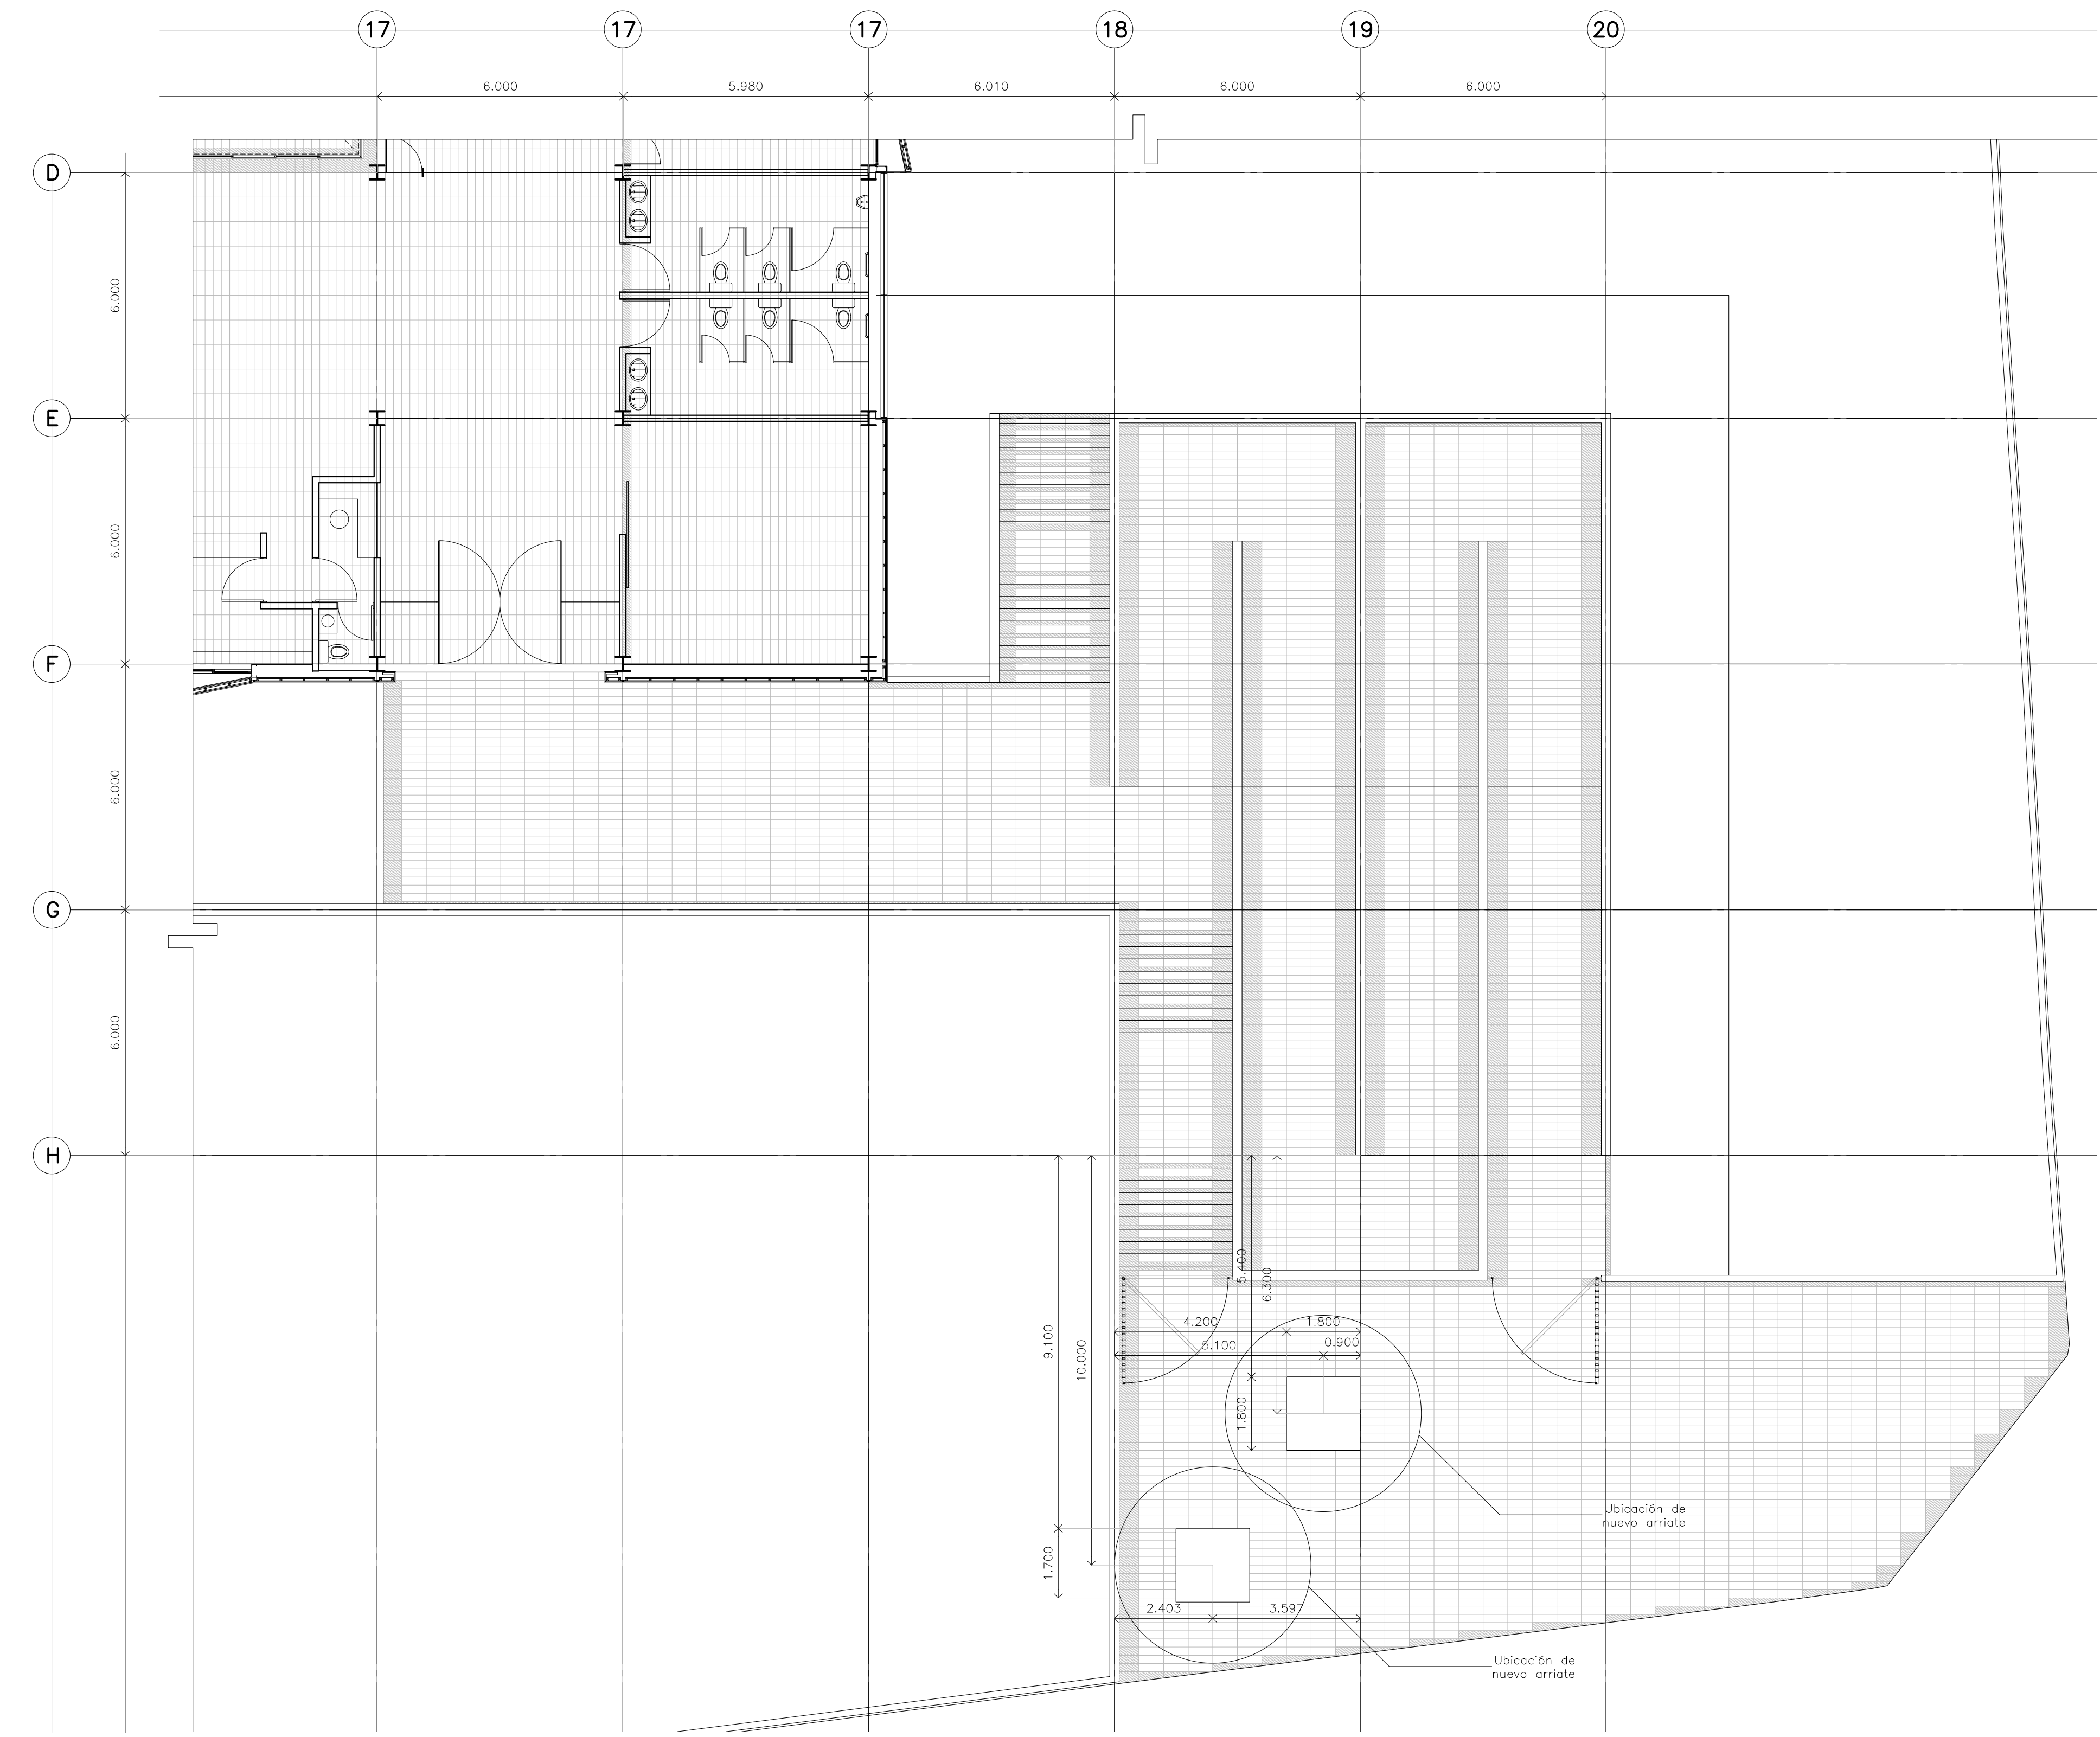 17 17 17 18 19 20
6.000 5.980 6.010 6.000 6.000
D
6.000
E
6.000
F
6.000
G
6.000
H
5.400
6.300
4.200 1.800
5.100 0.900
9.100
10.000
1.800
Ubicación de
nuevo arriate
1.700
2.403 3.597
Ubicación de
nuevo arriate